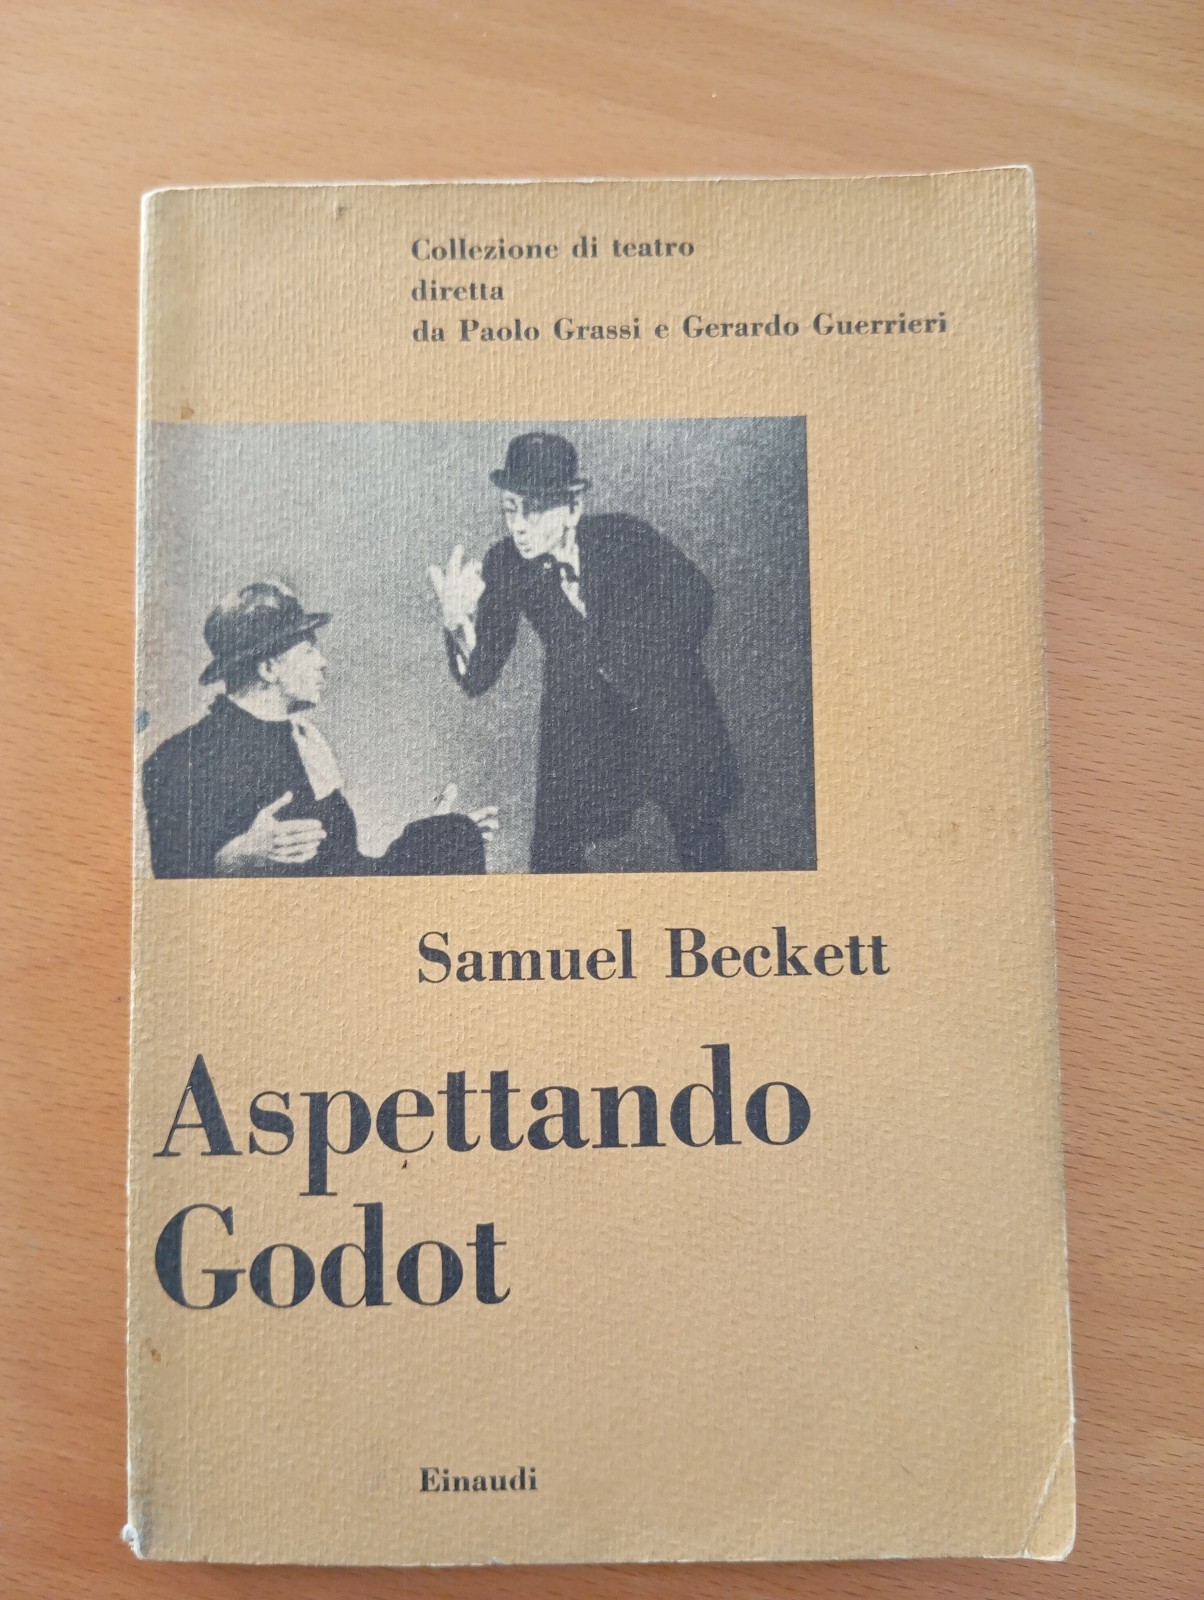 Collezione di teatro
diretta
da Paolo Grassi e Gerardo Guerrieri
Samuel Beckett
Aspettando
Godot
Einaudi